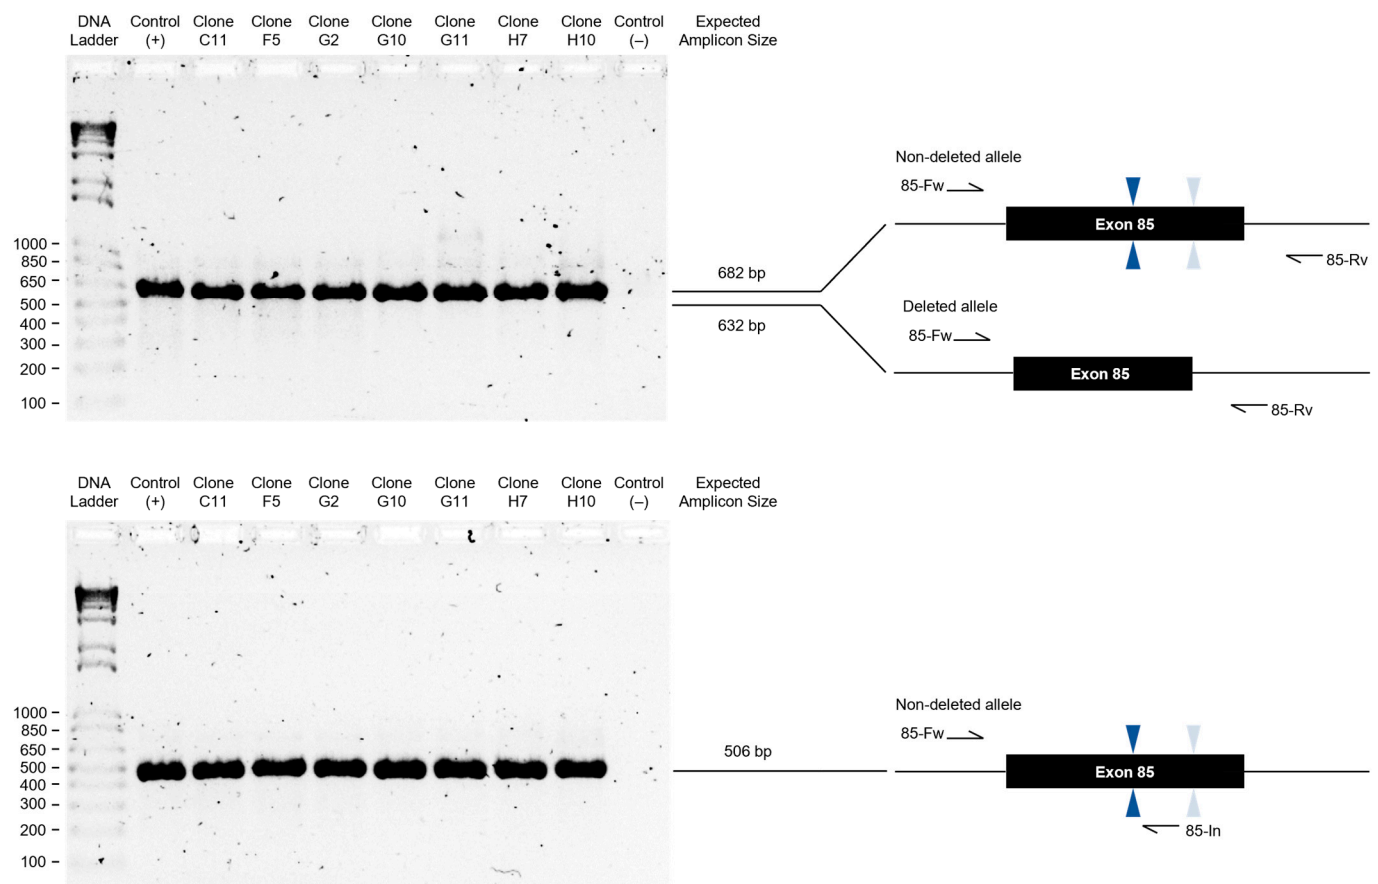 DNA Control Clone Clone Clone Clone Clone Clone Clone Control Expected
Ladder (+) C11 F5 G2 G10 G11 H7 H10 (–) Amplicon Size
Non-deleted allele
85-Fw
Exon 85
85-Rv
1000
850
650
500
400
300
200
100
682 bp
632 bp
Deleted allele
85-Fw
Exon 85
85-Rv
DNA Control Clone Clone Clone Clone Clone Clone Clone Control Expected
Ladder (+) C11 F5 G2 G10 G11 H7 H10 (–) Amplicon Size
1000
850
650
500
400
300
200
100
506 bp
Non-deleted allele
85-Fw
Exon 85
85-In